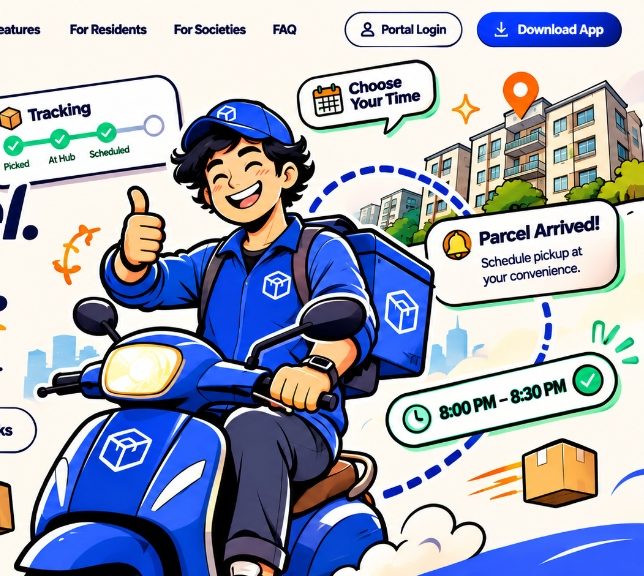 For Residents
For Societies
FAQ
Portal Login
Download App
Tracking
Picked
At Hub
Scheduled
Choose
Your Time
Parcel Arrived!
Schedule pickup at
your convenience.
8:00 PM – 8:30 PM